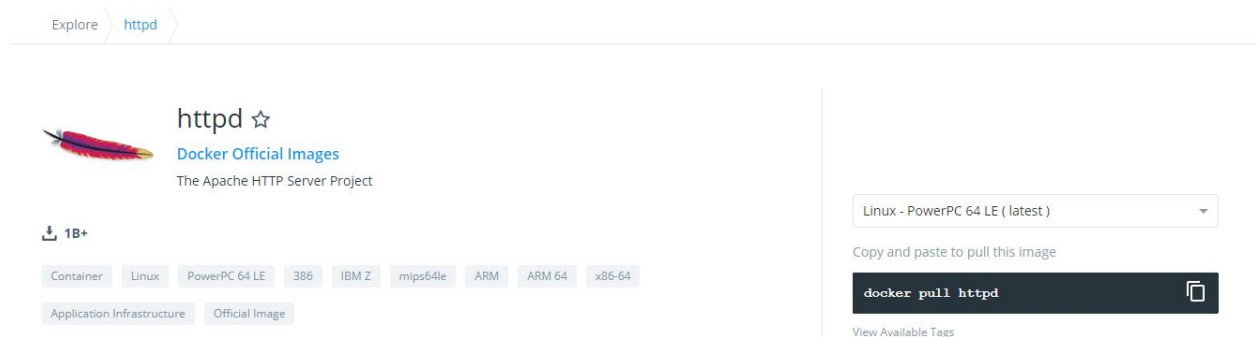 Explore httpd
httpd
Docker Official Images
The Apache HTTP Server Project
1B+
Container Linux PowerPC 64 LE 386 IBM Z mips64le ARM ARM 64 x86-64
Application Infrastructure Official Image
Linux - PowerPC 64 LE ( latest )
Copy and paste to pull this image
docker pull httpd
View Available Tags